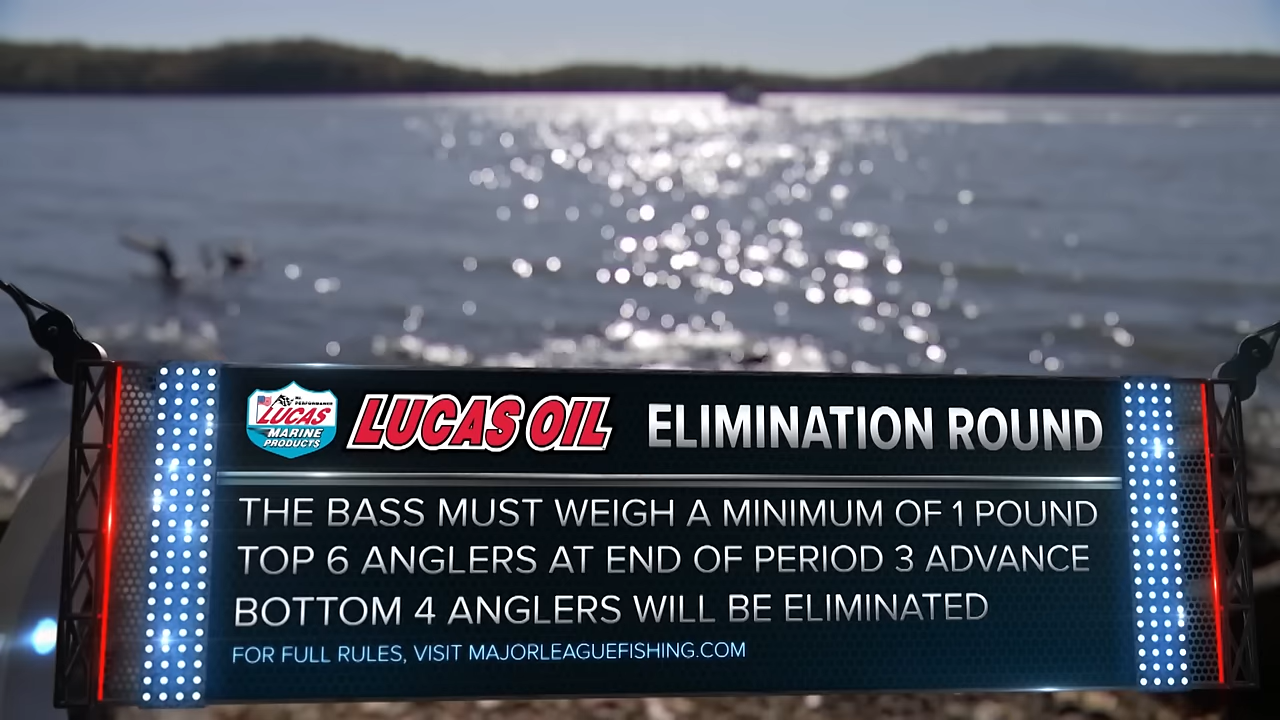 LUCAS
MARINE
PRODUCTS
LUCAS OIL
ELIMINATION ROUND
THE BASS MUST WEIGH A MINIMUM OF 1 POUND
TOP 6 ANGLERS AT END OF PERIOD 3 ADVANCE
BOTTOM 4 ANGLERS WILL BE ELIMINATED
FOR FULL RULES, VISIT MAJORLEAGUEFISHING.COM